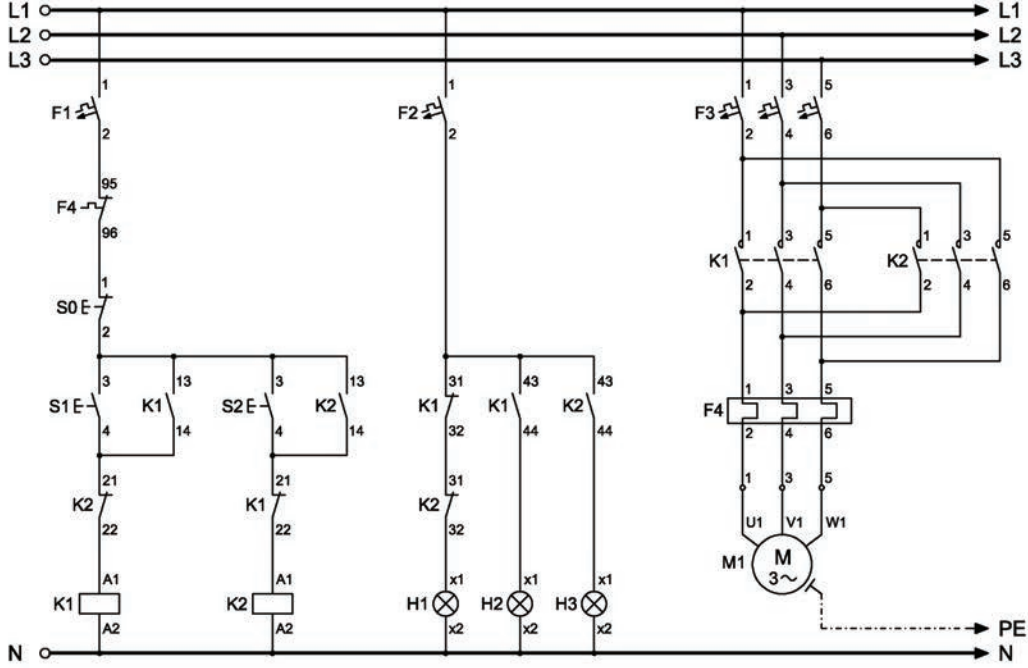 L1 L1
L2 L2
L3 L3
1 1 1 3 5
F1 F2 F3
2 2 2 4 6
95
F4
96
1 3 5 1 3 5
K1 K2
2 4 6 2 4 6
1
S0
2
3 13 3 13 31 43 43 1 3 5
S1 K1 S2 K2 K1 K1 K2 F4
4 14 4 14 32 44 44 2 4 6
21 21 31 1 3 5
K2 K1 K2
22 22 32 U1 V1 W1
M1 M
3~
A1 A1 x1 x1 x1
K1 K2 H1 H2 H3
A2 A2 x2 x2 x2
PE
N N